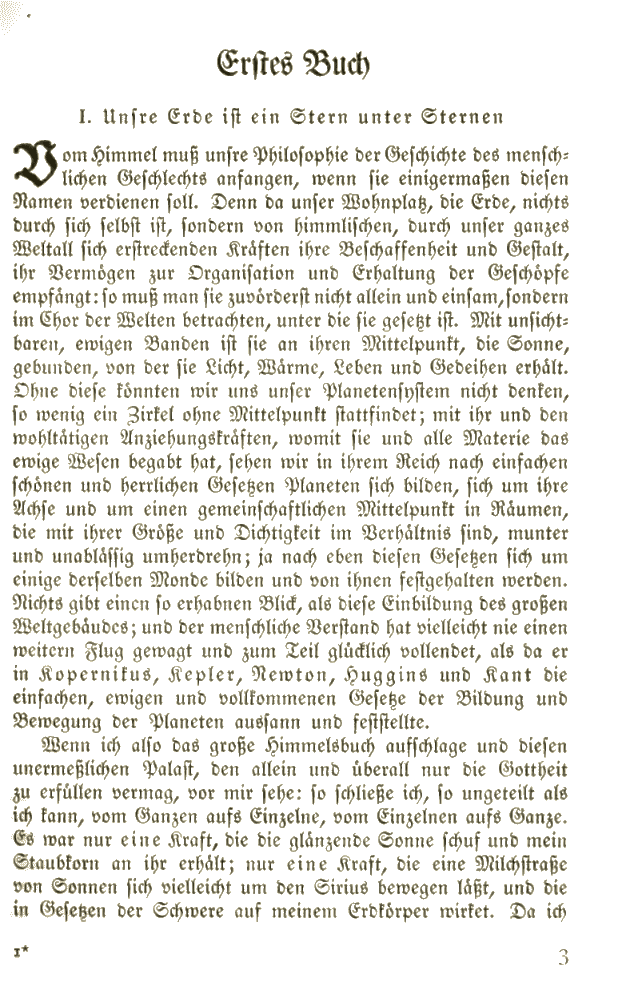 Erstes Buch
I. Unsre Erde ist ein Stern unter Sternen
Vom Himmel muß unsre Philosophie der Geschichte des mensch-
lichen Geschlechts anfangen, wenn sie einigermaßen diesen
Namen verdienen soll. Denn da unser Wohnplatz, die Erde, nichts
durch sich selbst ist, sondern von himmlischen, durch unser ganzes
Weltall sich erstreckenden Kräften ihre Beschaffenheit und Gestalt,
ihr Vermögen zur Organisation und Erhaltung der Geschöpfe
empfängt: so muß man sie zuvörderst nicht allein und einsam, sondern
im Chor der Welten betrachten, unter die sie gesetzt ist. Mit unsicht-
baren, ewigen Banden ist sie an ihren Mittelpunkt, die Sonne,
gebunden, von der sie Licht, Wärme, Leben und Gedeihen erhält.
Ohne diese könnten wir uns unser Planetensystem nicht denken,
so wenig ein Zirkel ohne Mittelpunkt stattfindet; mit ihr und den
wohltätigen Anziehungskräften, womit sie und alle Materie das
ewige Wesen begabt hat, sehen wir in ihrem Reich nach einfachen
schönen und herrlichen Gesetzen Planeten sich bilden, sich um ihre
Achse und um einen gemeinschaftlichen Mittelpunkt in Räumen,
die mit ihrer Größe und Dichtigkeit im Verhältnis sind, munter
und unablässig umherdrehn; ja nach eben diesen Gesetzen sich um
einige derselben Monde bilden und von ihnen festgehalten werden.
Nichts gibt einen so erhabnen Blick, als diese Einbildung des großen
Weltgebäudes; und der menschliche Verstand hat vielleicht nie einen
weitern Flug gewagt und zum Teil glücklich vollendet, als da er
in Kopernikus, Kepler, Newton, Huggins und Kant die
einfachen, ewigen und vollkommenen Gesetze der Bildung und
Bewegung der Planeten aussann und feststellte.
Wenn ich also das große Himmelsbuch aufschlage und diesen
unermeßlichen Palast, den allein und überall nur die Gottheit
zu erfüllen vermag, vor mir sehe: so schließe ich, so ungeteilt als
ich kann, vom Ganzen aufs Einzelne, vom Einzelnen aufs Ganze.
Es war nur eine Kraft, die die glänzende Sonne schuf und mein
Staubkorn an ihr erhält; nur eine Kraft, die eine Milchstraße
von Sonnen sich vielleicht um den Sirius bewegen läßt, und die
in Gesetzen der Schwere auf meinem Erdkörper wirket. Da ich
1* 3